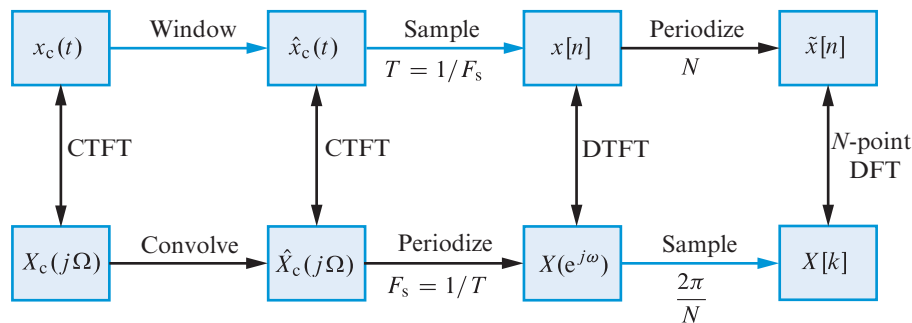 x_c(t) Window x̂_c(t) Sample x[n] Periodize x̃[n]
T = 1/F_s N
CTFT CTFT DTFT N-point
DFT
X_c(jΩ) Convolve X̂_c(jΩ) Periodize X(e^{jω}) Sample X[k]
F_s = 1/T 2π/N